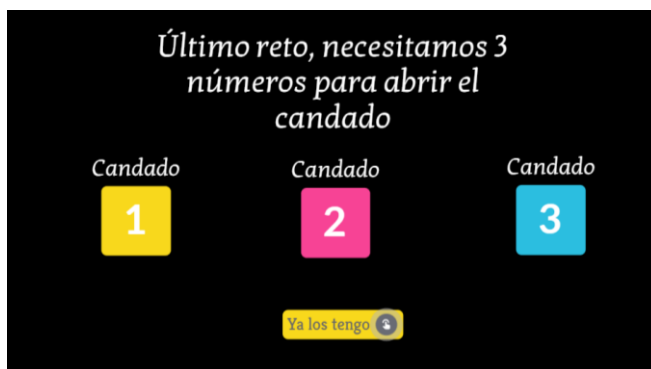 Último reto, necesitamos 3
números para abrir el
candado
Candado
1
Candado
2
Candado
3
Ya los tengo